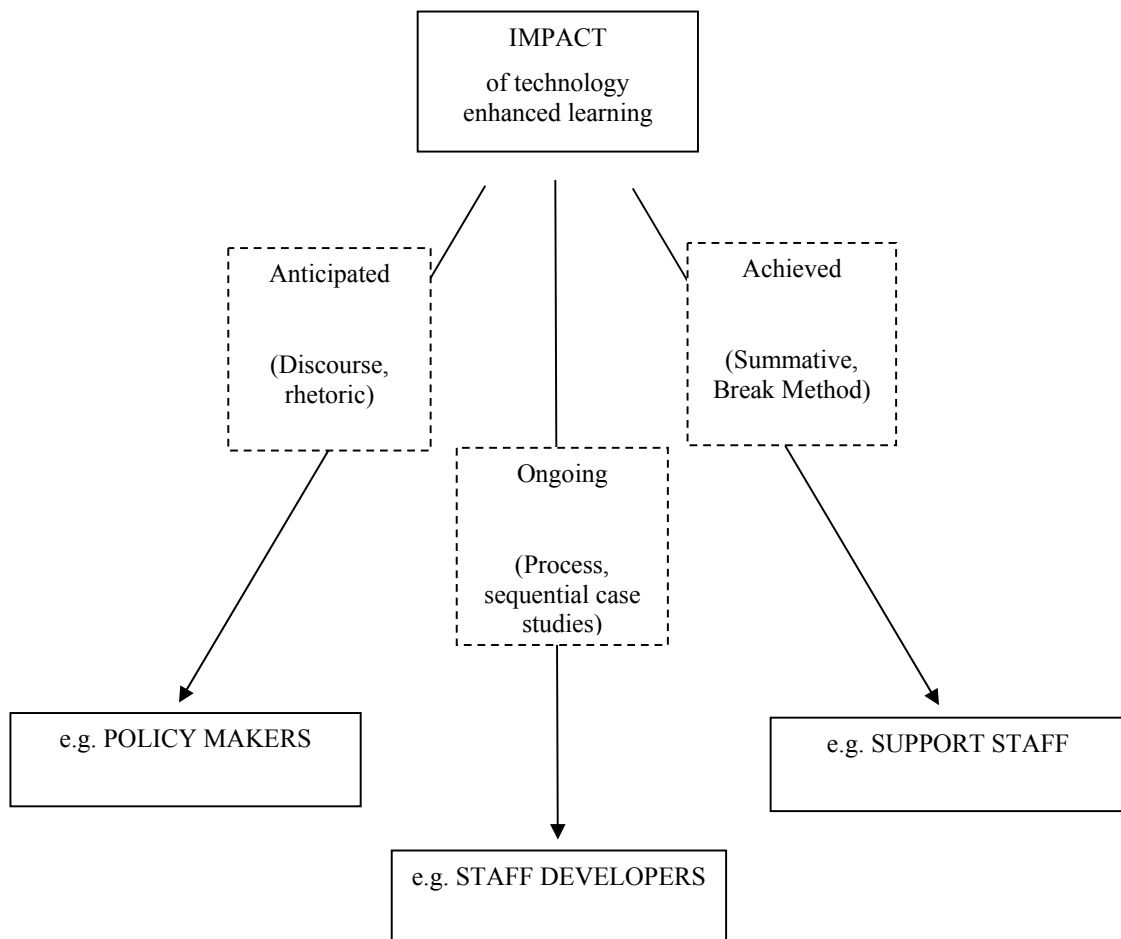 IMPACT
of technology
enhanced learning
Anticipated
(Discourse,
rhetoric)
Achieved
(Summative,
Break Method)
Ongoing
(Process,
sequential case
studies)
e.g. POLICY MAKERS
e.g. SUPPORT STAFF
e.g. STAFF DEVELOPERS